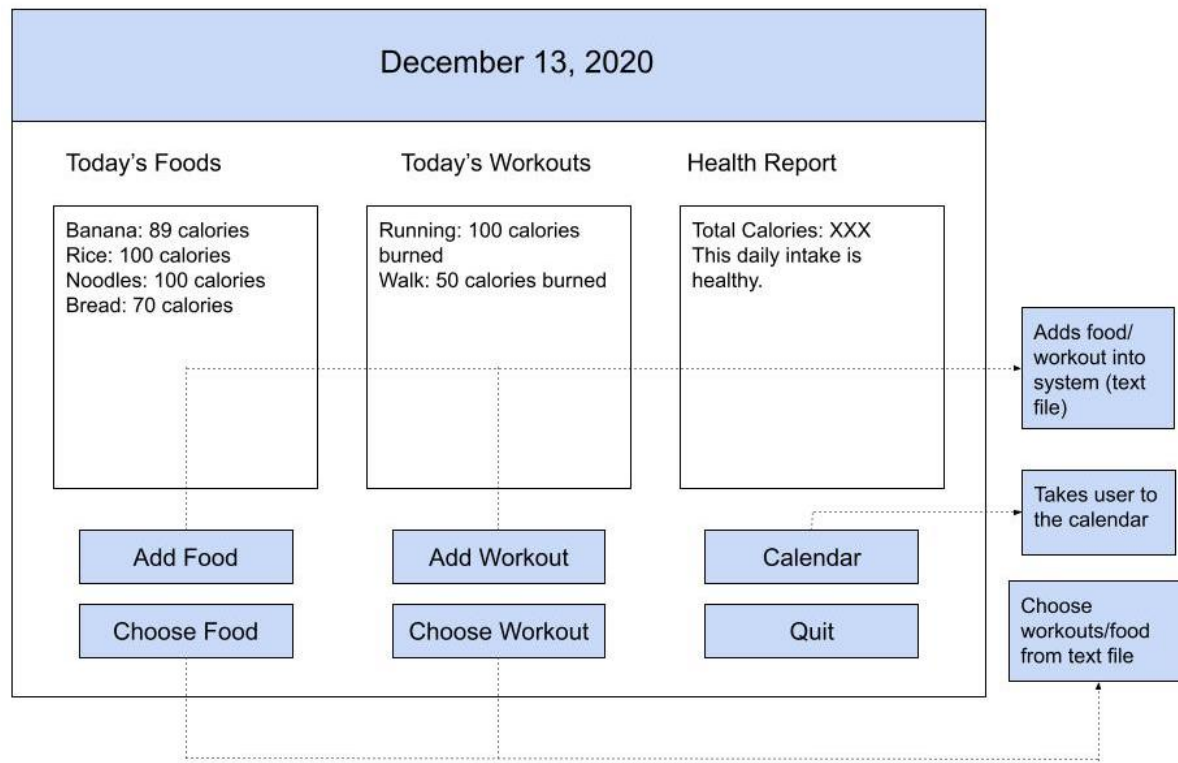 December 13, 2020
Today's Foods
Today's Workouts
Health Report
Banana: 89 calories
Rice: 100 calories
Noodles: 100 calories
Bread: 70 calories
Running: 100 calories
burned
Walk: 50 calories burned
Total Calories: XXX
This daily intake is
healthy.
Adds food/
workout into
system (text
file)
Takes user to
the calendar
Add Food
Add Workout
Calendar
Choose Food
Choose Workout
Quit
Choose
workouts/food
from text file